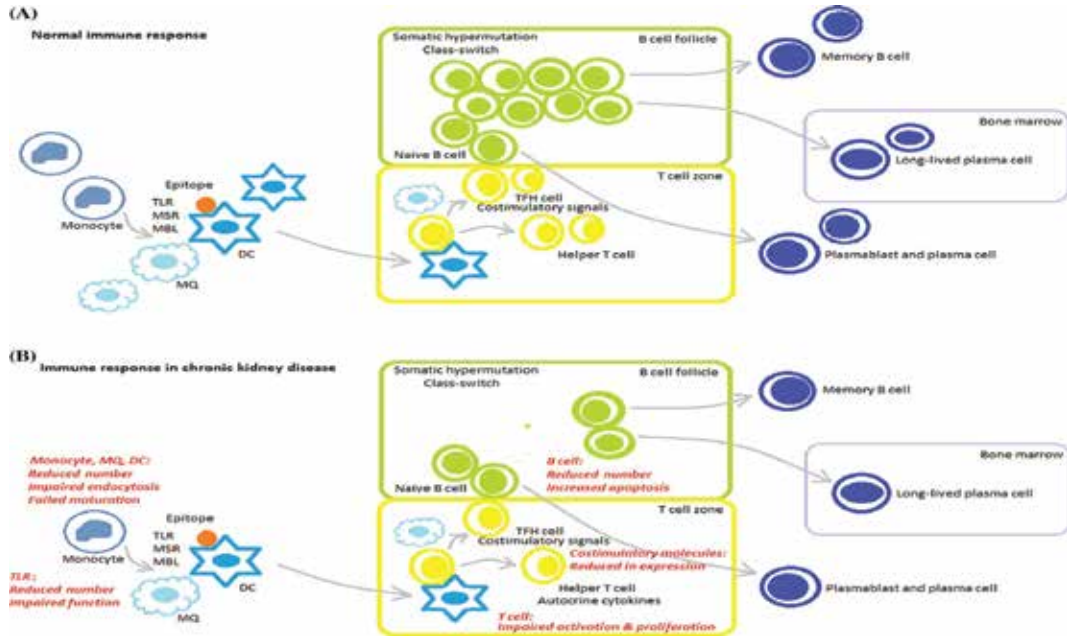 (A)
Normal immune response
Somatic hypermutation
Class-switch
B cell follicle
Memory B cell
Bone marrow
Long-lived plasma cell
Naive B cell
T cell zone
Epitope
TLR
MSR
MBL
Monocyte
DC
MQ
TFH cell
Costimulatory signals
Helper T cell
Plasmablast and plasma cell
(B)
Immune response in chronic kidney disease
Somatic hypermutation
Class-switch
B cell follicle
Memory B cell
Monocyte, MQ, DC:
Reduced number
Impaired endocytosis
Failed maturation
B cell:
Reduced number
Increased apoptosis
Bone marrow
Long-lived plasma cell
Naive B cell
T cell zone
Epitope
TLR
MSR
MBL
Monocyte
DC
MQ
TLR:
Reduced number
Impaired function
TFH cell
Costimulatory signals
Costimulatory molecules:
Reduced in expression
Helper T cell
Autocrine cytokines
T cell:
Impaired activation & proliferation
Plasmablast and plasma cell